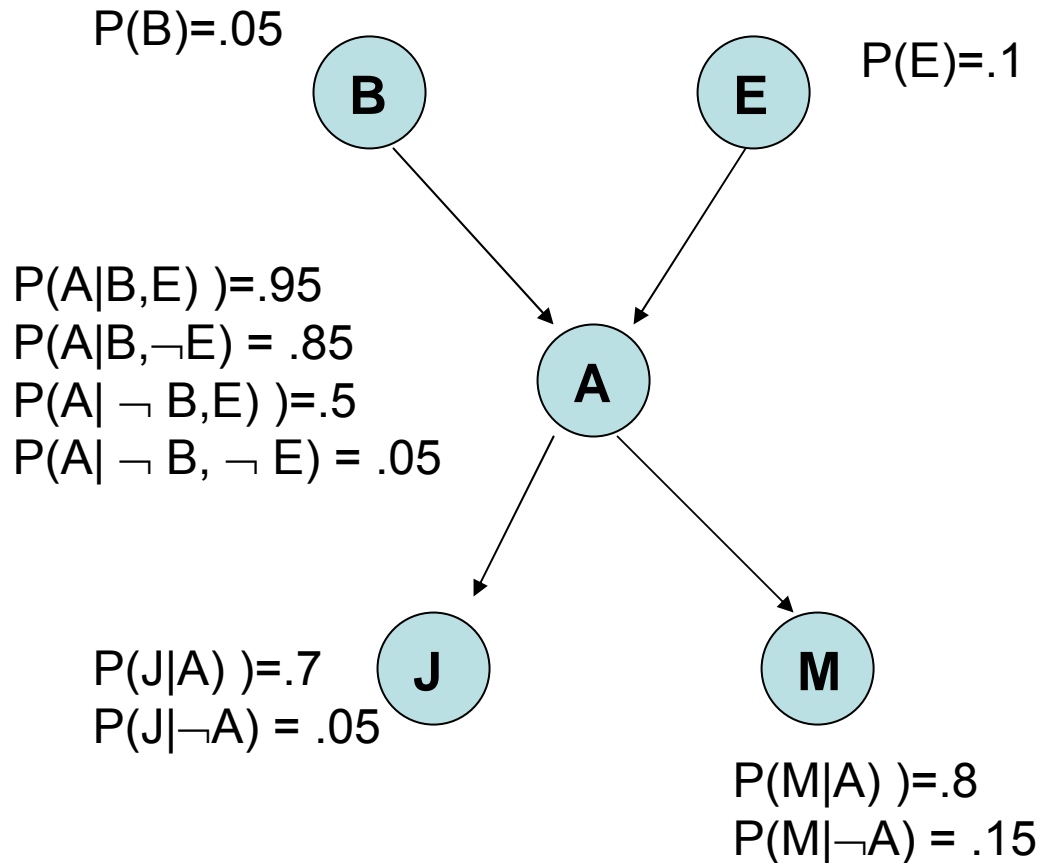 P(B)=.05
B
E
P(E)=.1
P(A|B,E) )=.95
P(A|B,¬E) = .85
P(A| ¬ B,E) )=.5
P(A| ¬ B, ¬ E) = .05
A
P(J|A) )=.7
P(J|¬A) = .05
J
M
P(M|A) )=.8
P(M|¬A) = .15